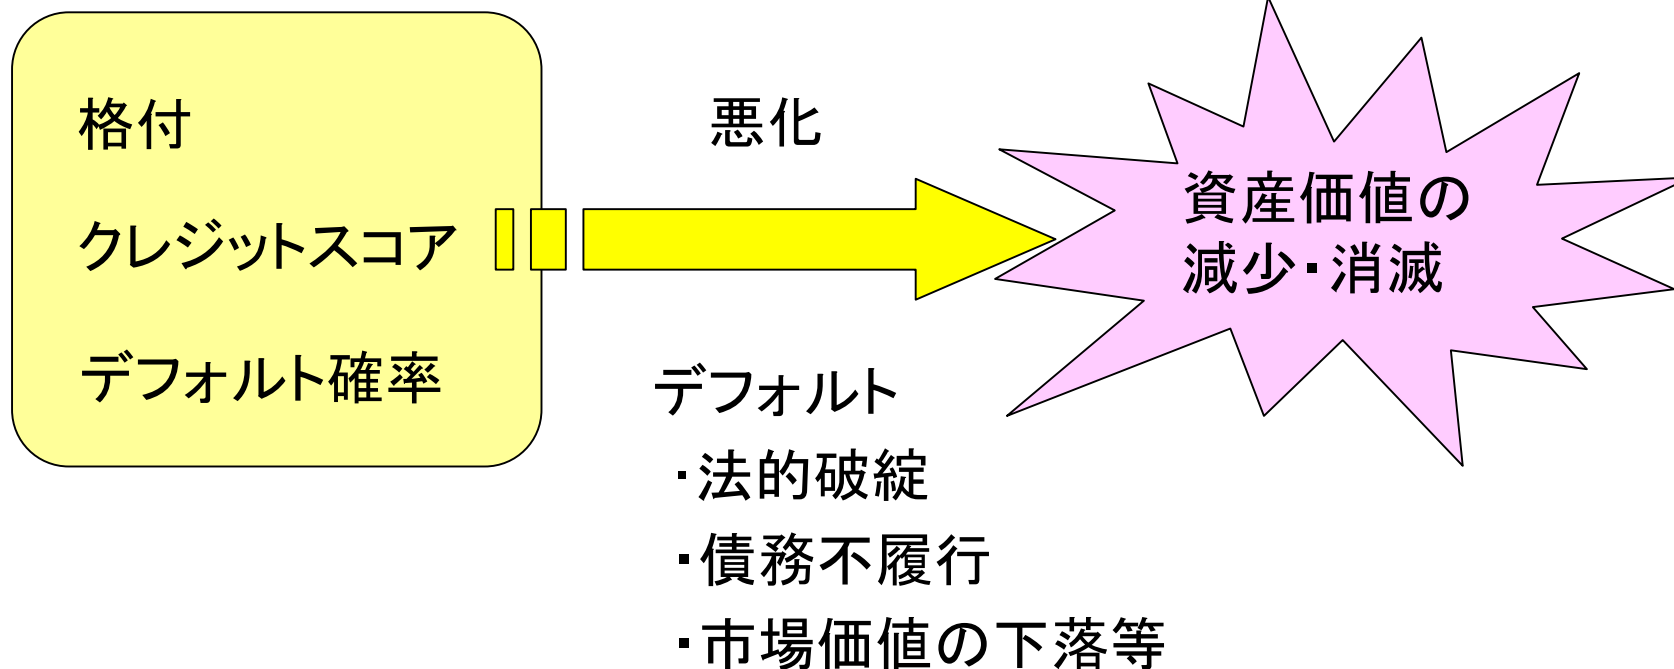 格付
クレジットスコア
デフォルト確率
悪化
デフォルト
・法的破綻
・債務不履行
・市場価値の下落等
資産価値の
減少・消滅